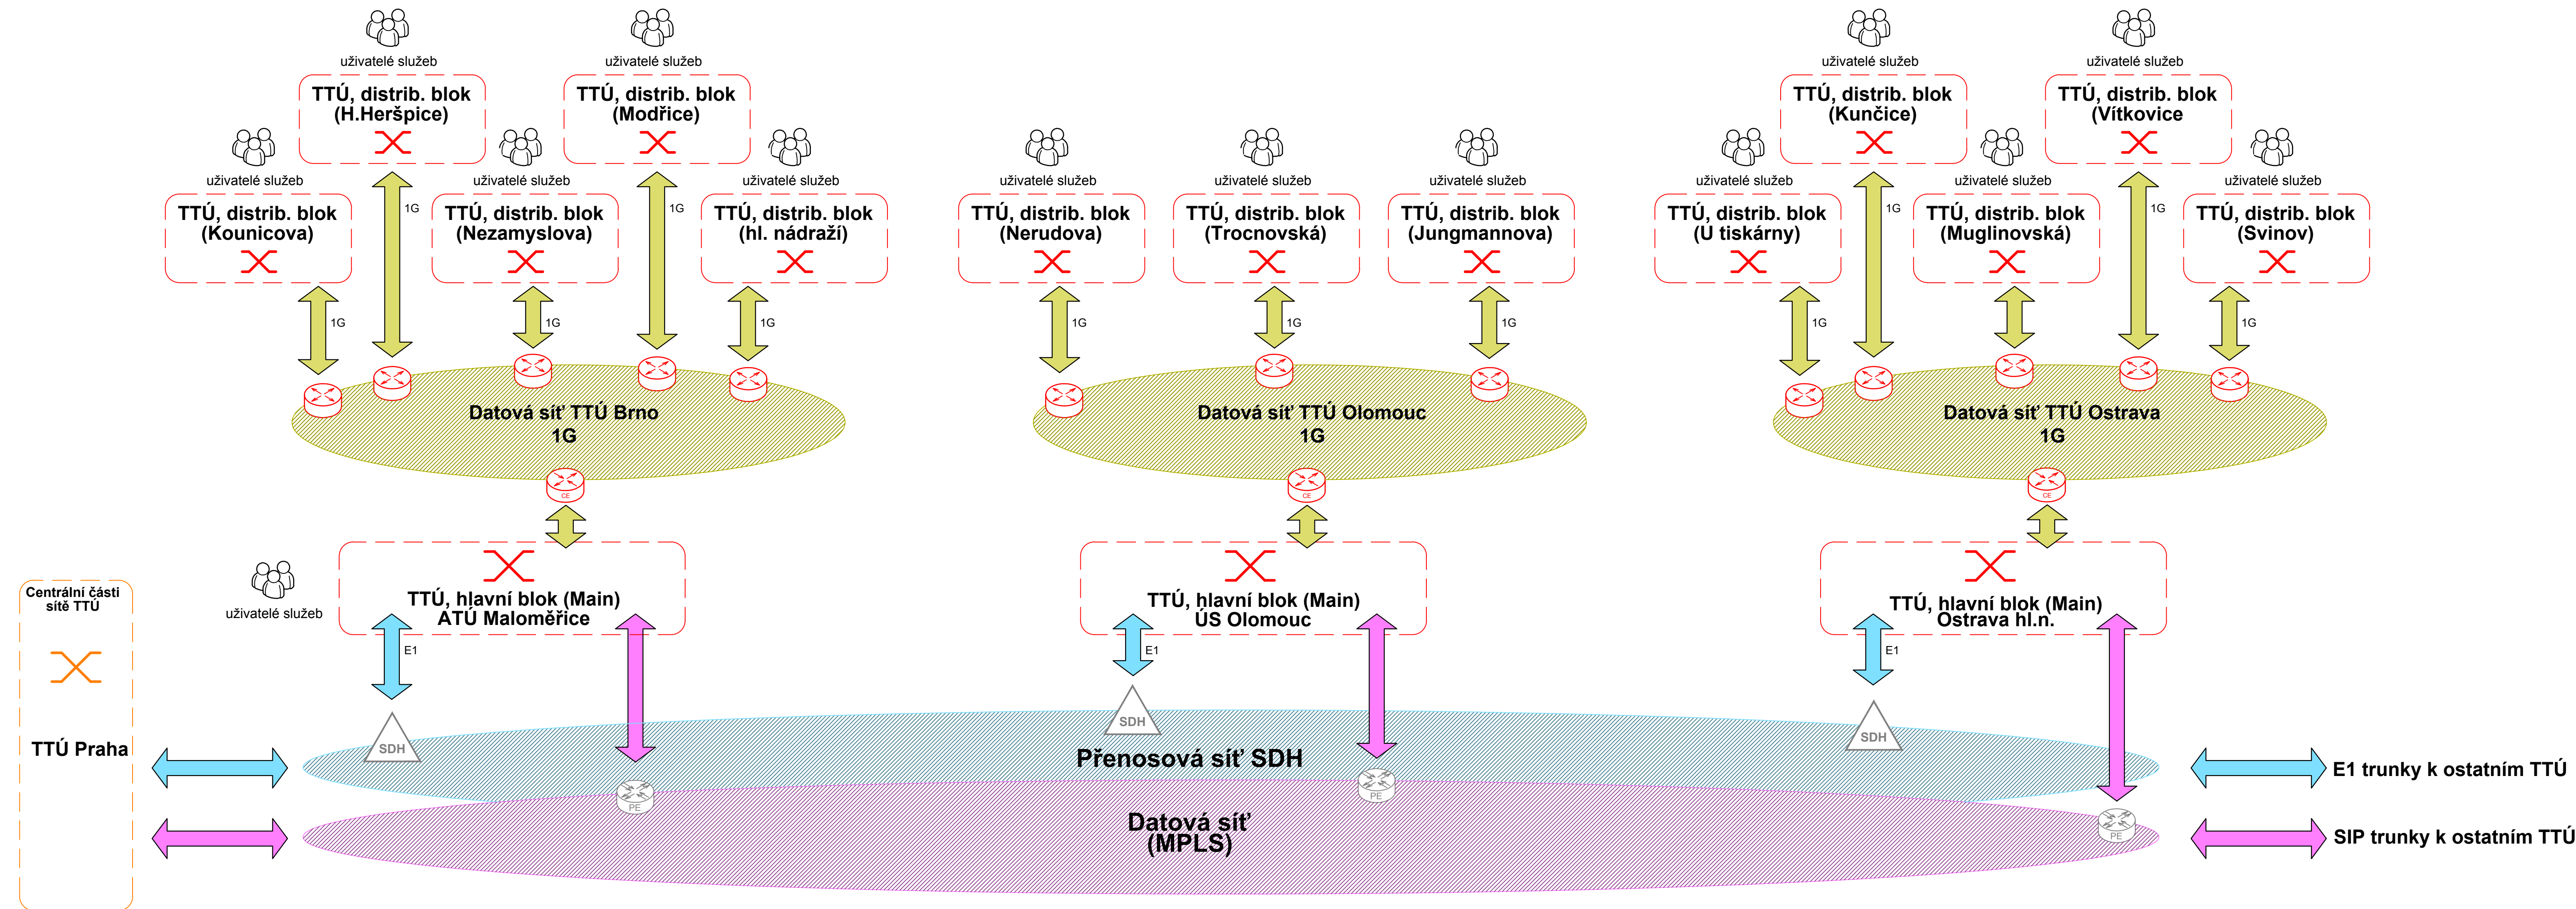 uživatelé služeb
TTÚ, distrib. blok
(H.Heršpice)
uživatelé služeb
TTÚ, distrib. blok
(Modřice)
uživatelé služeb
TTÚ, distrib. blok
(Kounicova)
uživatelé služeb
TTÚ, distrib. blok
(Nezamyslova)
uživatelé služeb
TTÚ, distrib. blok
(hl. nádraží)
1G
1G
1G
1G
1G
Datová síť TTÚ Brno
1G
CE
uživatelé služeb
TTÚ, distrib. blok
(Nerudova)
uživatelé služeb
TTÚ, distrib. blok
(Trocnovská)
uživatelé služeb
TTÚ, distrib. blok
(Jungmannova)
1G
1G
1G
Datová síť TTÚ Olomouc
1G
CE
uživatelé služeb
TTÚ, distrib. blok
(Kunčice)
uživatelé služeb
TTÚ, distrib. blok
(Vítkovice
uživatelé služeb
TTÚ, distrib. blok
(U tiskárny)
uživatelé služeb
TTÚ, distrib. blok
(Muglinovská)
uživatelé služeb
TTÚ, distrib. blok
(Svinov)
1G
1G
1G
1G
Datová síť TTÚ Ostrava
1G
CE
Centrální části
sítě TTÚ
TTÚ Praha
uživatelé služeb
TTÚ, hlavní blok (Main)
ATÚ Maloměřice
E1
SDH
TTÚ, hlavní blok (Main)
ÚS Olomouc
E1
SDH
TTÚ, hlavní blok (Main)
Ostrava hl.n.
E1
SDH
Přenosová síť SDH
PE
PE
PE
Datová síť
(MPLS)
E1 trunky k ostatním TTÚ
SIP trunky k ostatním TTÚ